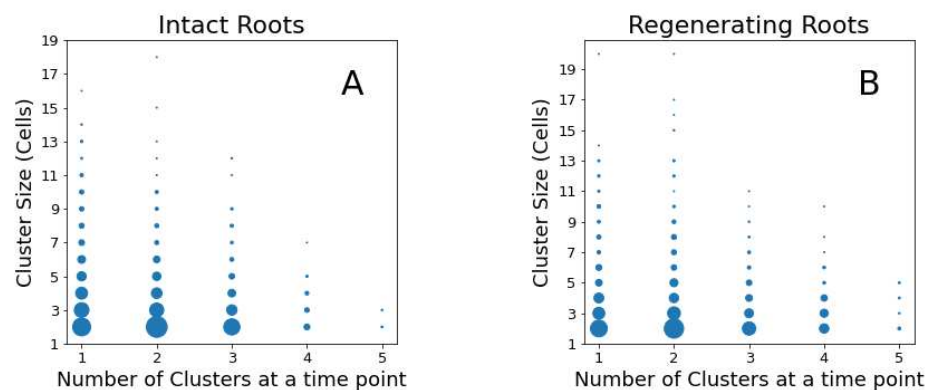 Intact Roots
A
Cluster Size (Cells)
19
17
15
13
11
9
7
5
3
1
1 2 3 4 5
Number of Clusters at a time point
Regenerating Roots
B
Cluster Size (Cells)
19
17
15
13
11
9
7
5
3
1
1 2 3 4 5
Number of Clusters at a time point